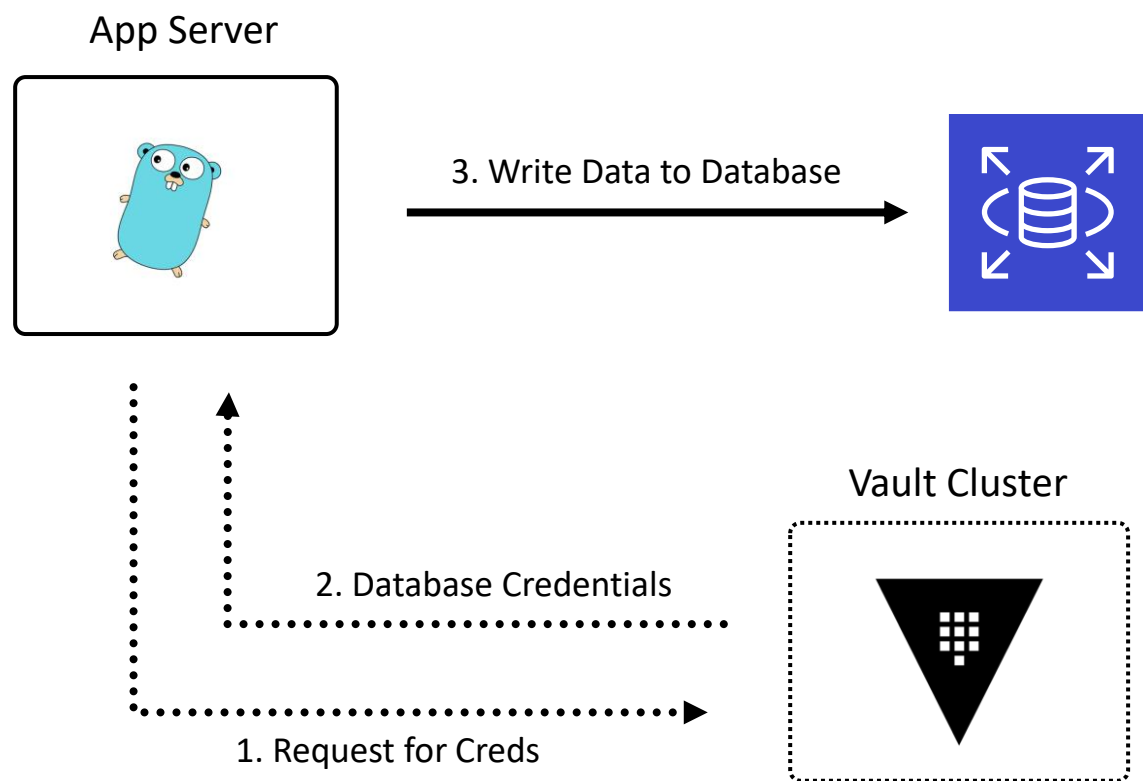 App Server
3. Write Data to Database
Vault Cluster
2. Database Credentials
1. Request for Creds